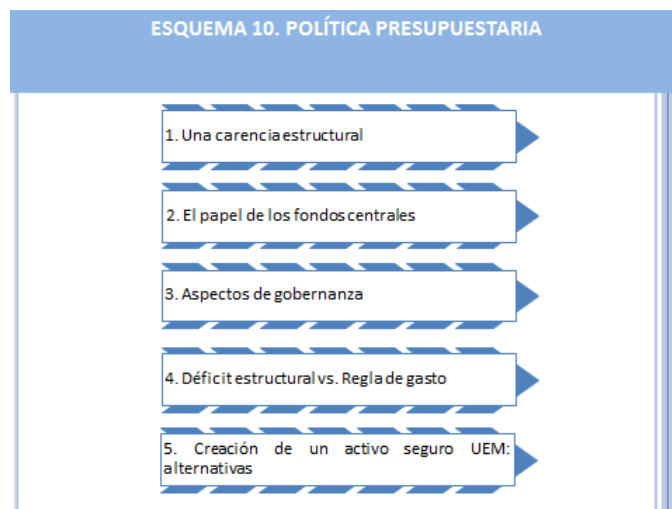 ESQUEMA 10. POLÍTICA PRESUPUESTARIA
1. Una carencia estructural
2. El papel de los fondos centrales
3. Aspectos de gobernanza
4. Déficit estructural vs. Regla de gasto
5. Creación de un activo seguro UEM:
alternativas